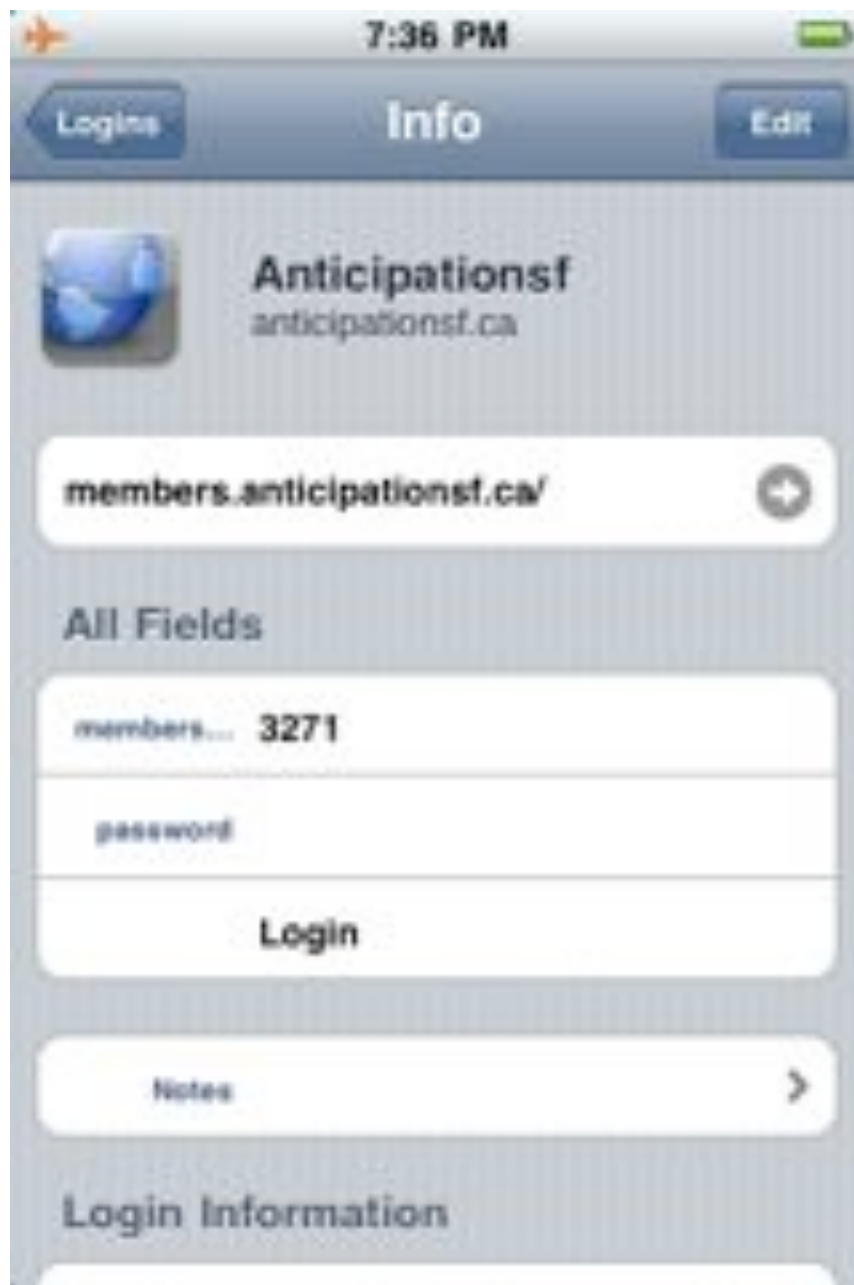 7:36 PM
Logins Info Edit
Anticipationsf
anticipationsf.ca
members.anticipationsf.ca/
All Fields
members... 3271
password
Login
Notes
Login Information